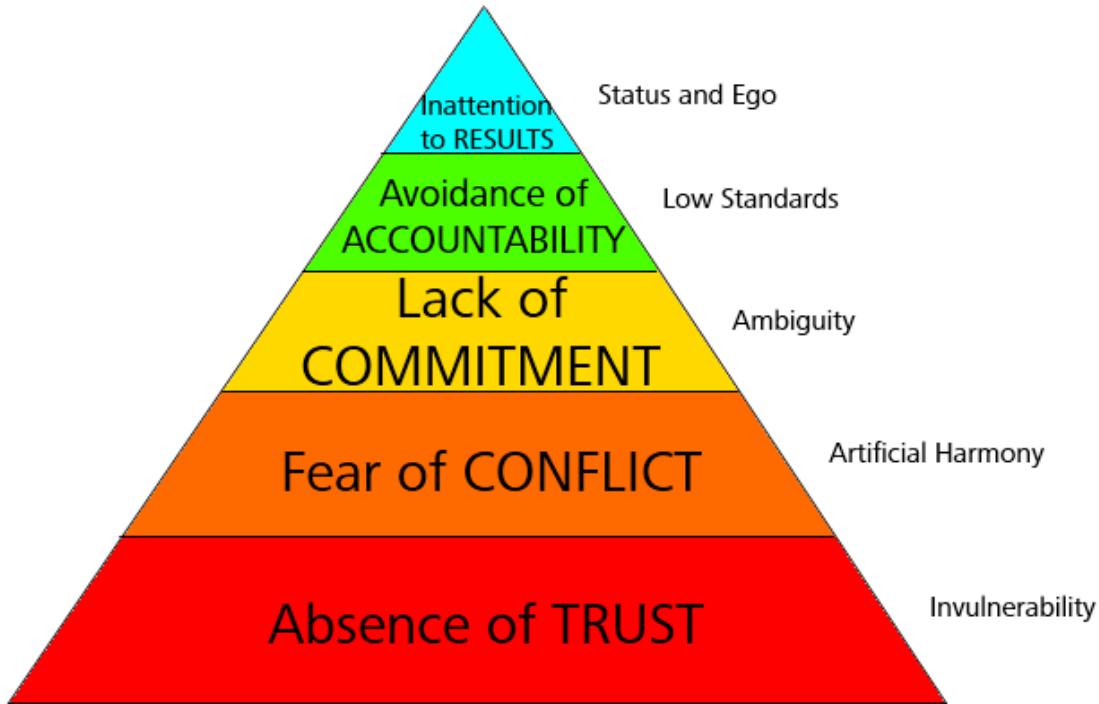 Inattention
to RESULTS
Status and Ego
Avoidance of
ACCOUNTABILITY
Low Standards
Lack of
COMMITMENT
Ambiguity
Fear of CONFLICT
Artificial Harmony
Absence of TRUST
Invulnerability